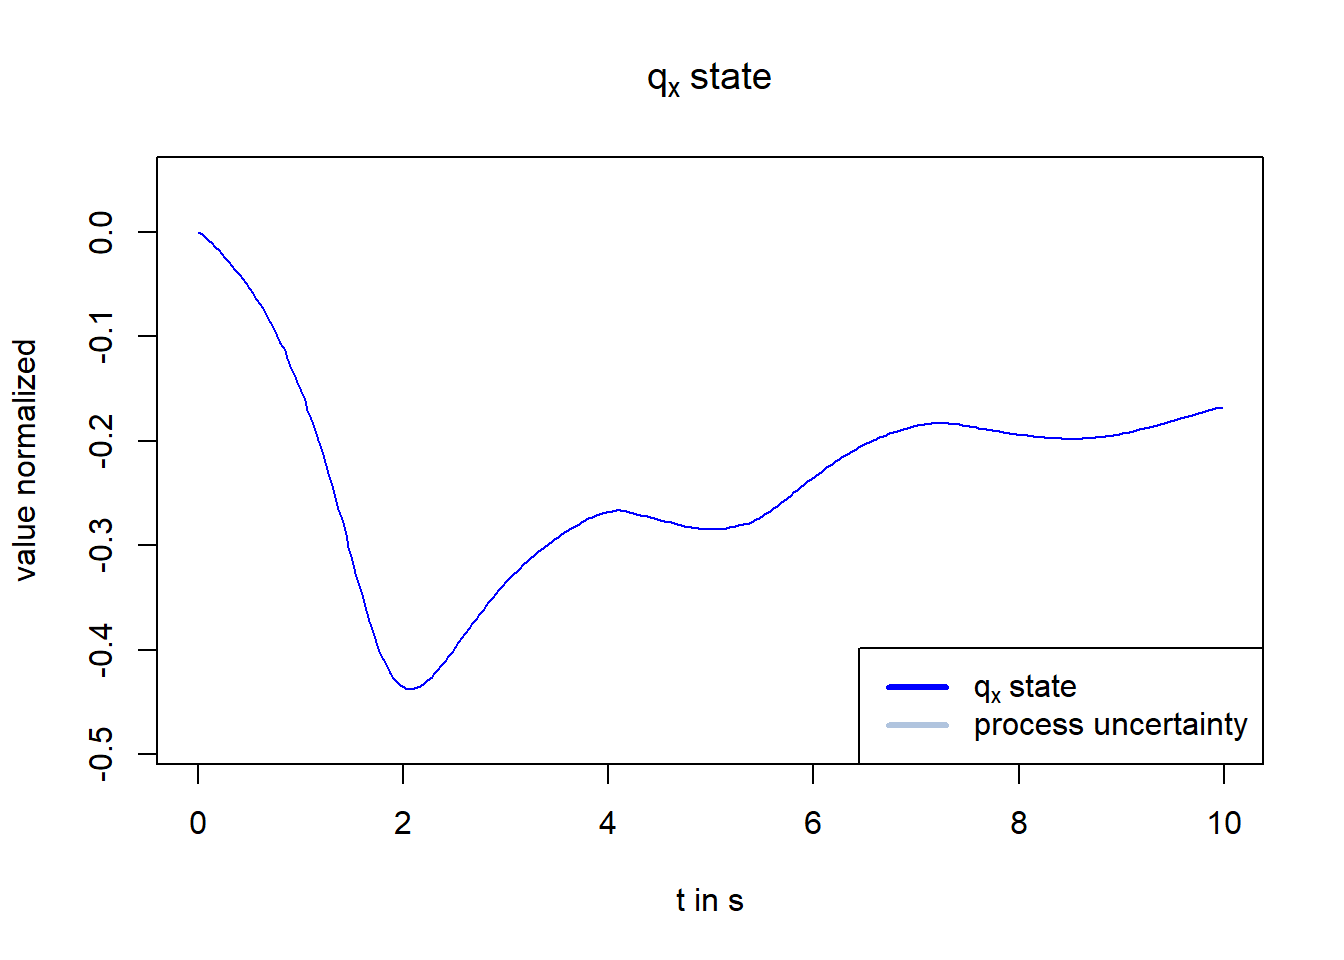 qₓ state
value normalized
0.0
-0.1
-0.2
-0.3
-0.4
-0.5
qₓ state
process uncertainty
0 2 4 6 8 10
t in s